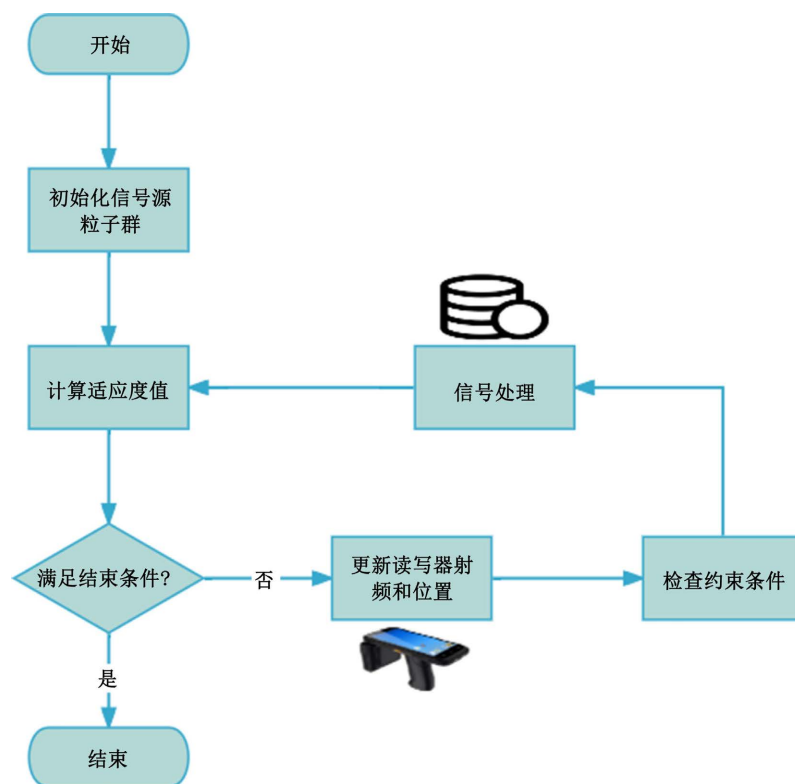 开始
初始化信号源
粒子群
计算适应度值
信号处理
满足结束条件?
否
更新读写器射
频和位置
检查约束条件
是
结束